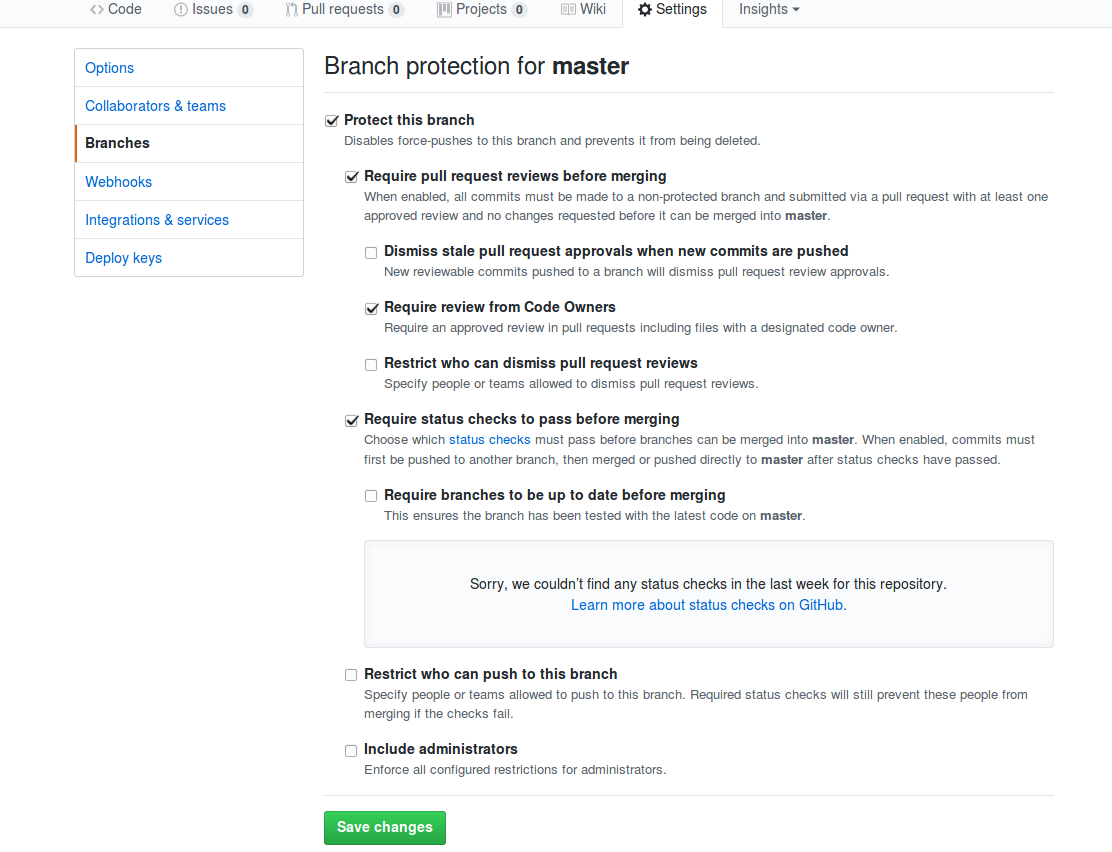 Code Issues 0 Pull requests 0 Projects 0 Wiki Settings Insights
Options
Collaborators & teams
Branches
Webhooks
Integrations & services
Deploy keys
Branch protection for master
Protect this branch
Disables force-pushes to this branch and prevents it from being deleted.
Require pull request reviews before merging
When enabled, all commits must be made to a non-protected branch and submitted via a pull request with at least one
approved review and no changes requested before it can be merged into master.
Dismiss stale pull request approvals when new commits are pushed
New reviewable commits pushed to a branch will dismiss pull request review approvals.
Require review from Code Owners
Require an approved review in pull requests including files with a designated code owner.
Restrict who can dismiss pull request reviews
Specify people or teams allowed to dismiss pull request reviews.
Require status checks to pass before merging
Choose which status checks must pass before branches can be merged into master. When enabled, commits must
first be pushed to another branch, then merged or pushed directly to master after status checks have passed.
Require branches to be up to date before merging
This ensures the branch has been tested with the latest code on master.
Sorry, we couldn't find any status checks in the last week for this repository.
Learn more about status checks on GitHub.
Restrict who can push to this branch
Specify people or teams allowed to push to this branch. Required status checks will still prevent these people from
merging if the checks fail.
Include administrators
Enforce all configured restrictions for administrators.
Save changes